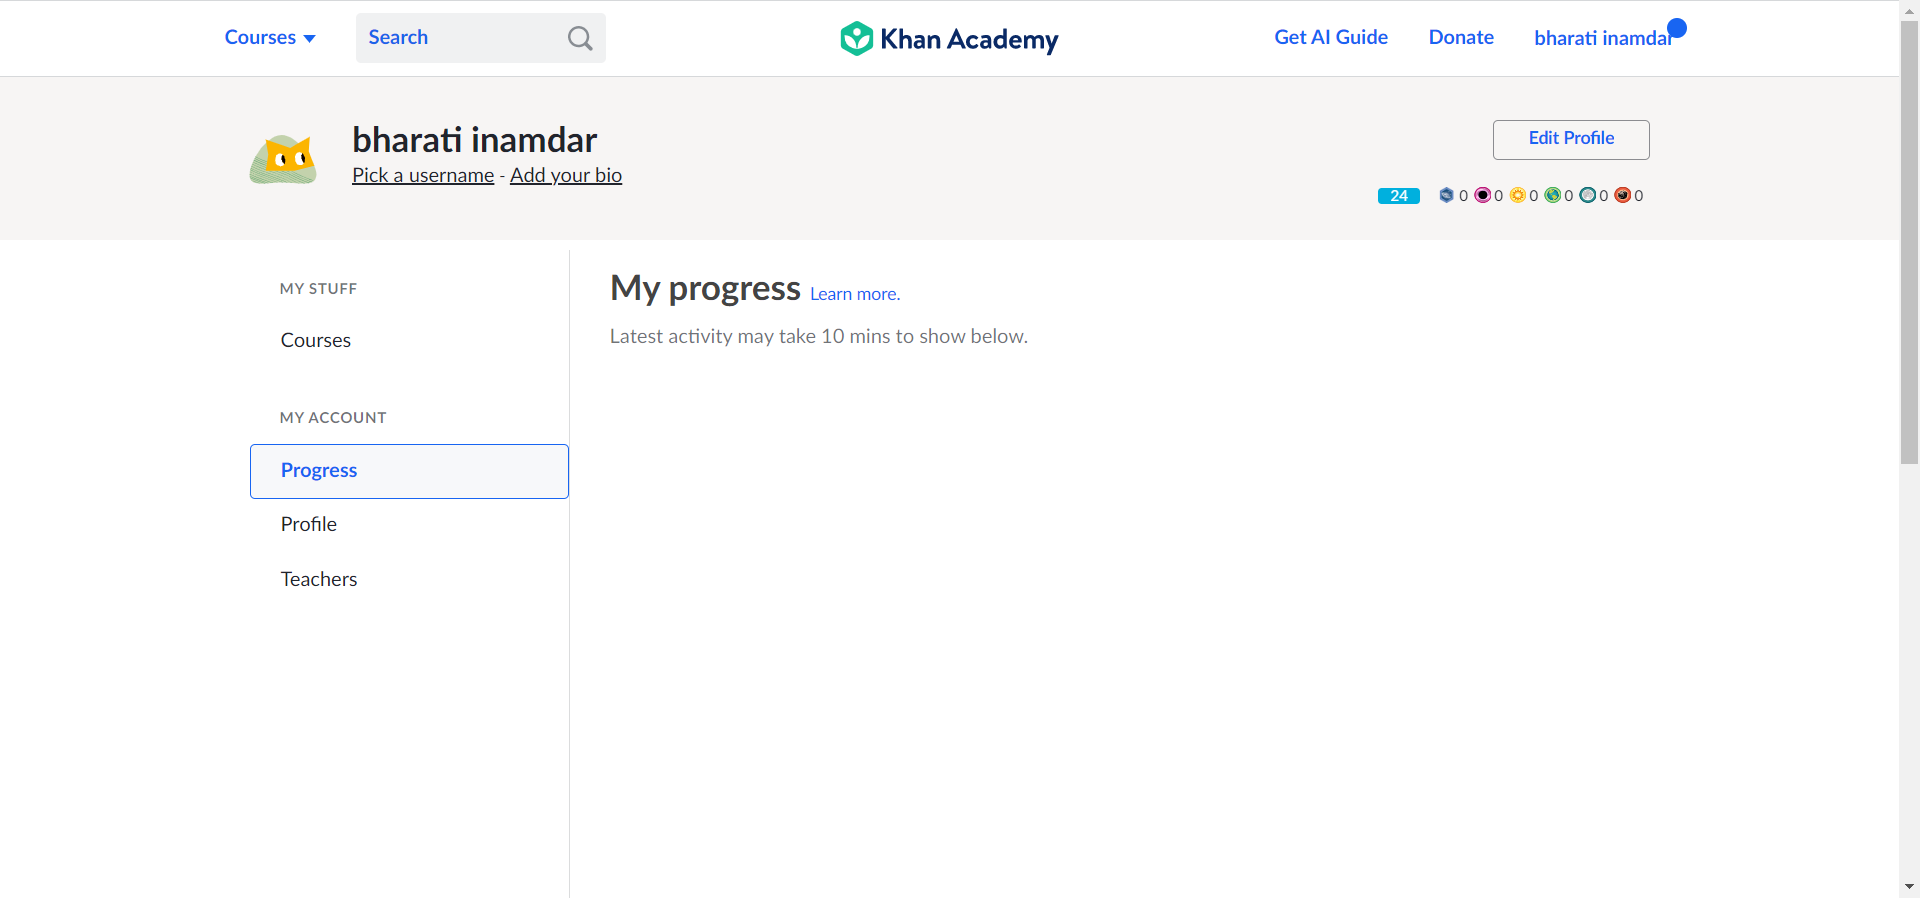 Courses Search Khan Academy Get AI Guide Donate bharati inamdar
bharati inamdar
Pick a username - Add your bio
Edit Profile
24 0 0 0 0 0 0
MY STUFF
Courses
MY ACCOUNT
Progress
Profile
Teachers
My progress Learn more.
Latest activity may take 10 mins to show below.